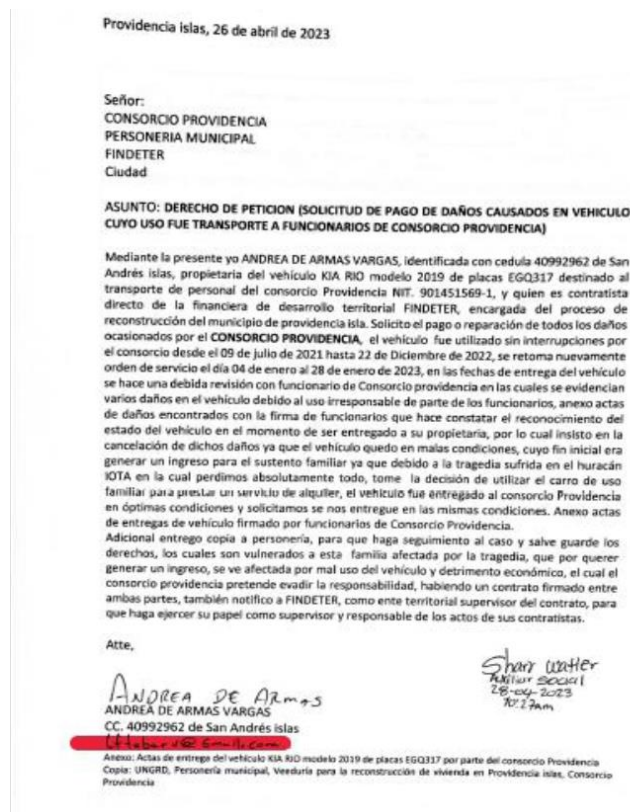 Providencia islas, 26 de abril de 2023
Señor:
CONSORCIO PROVIDENCIA
PERSONERIA MUNICIPAL
FINDETER
Ciudad
ASUNTO: DERECHO DE PETICION (SOLICITUD DE PAGO DE DAÑOS CAUSADOS EN VEHICULO
CUYO USO FUE TRANSPORTE A FUNCIONARIOS DE CONSORCIO PROVIDENCIA)
Mediante la presente yo ANDREA DE ARMAS VARGAS, identificada con cedula 40992962 de San
Andrés islas, propietaria del vehículo KIA RIO modelo 2019 de placas EGQ317 destinado al
transporte de personal del consorcio Providencia NIT. 901451569-1, y quien es contratista
directo de la financiera de desarrollo territorial FINDETER, encargada del proceso de
reconstrucción del municipio de providencia isla. Solicito el pago o reparación de todos los daños
ocasionados por el CONSORCIO PROVIDENCIA, el vehículo fue utilizado sin interrupciones por
el consorcio desde el 09 de julio de 2021 hasta 22 de Diciembre de 2022, se retoma nuevamente
orden de servicio el día 04 de enero al 28 de enero de 2023, en las fechas de entrega del vehículo
se hace una debida revisión con funcionario de Consorcio providencia en las cuales se evidencian
varios daños en el vehículo debido al uso irresponsable de parte de los funcionarios, anexo actas
de daños encontrados con la firma de funcionarios que hace constatar el reconocimiento del
estado del vehículo en el momento de ser entregado a su propietaria, por lo cual insisto en la
cancelación de dichos daños ya que el vehículo quedo en malas condiciones, cuyo fin inicial era
generar un ingreso para el sustento familiar ya que debido a la tragedia sufrida en el huracán
IOTA en la cual perdimos absolutamente todo, tome la decisión de utilizar el carro de uso
familiar para prestar un servicio de alquiler, el vehículo fue entregado al consorcio Providencia
en óptimas condiciones y solicitamos se nos entregue en las mismas condiciones. Anexo actas
de entregas de vehículo firmado por funcionarios de Consorcio Providencia.
Adicional entrego copia a personería, para que haga seguimiento al caso y salve guarde los
derechos, los cuales son vulnerados a esta familia afectada por la tragedia, que por querer
generar un ingreso, se ve afectada por mal uso del vehículo y detrimento económico, el cual el
consorcio providencia pretende evadir la responsabilidad, habiendo un contrato firmado entre
ambas partes, también notifico a FINDETER, como ente territorial supervisor del contrato, para
que haga ejercer su papel como supervisor y responsable de los actos de sus contratistas.
Atte,
ANDREA DE ARMAS
ANDREA DE ARMAS VARGAS
CC. 40992962 de San Andrés islas
Sharr Watler
Auxiliar social
28-04-2023
10:27am
Anexo: Actas de entrega del vehículo KIA RIO modelo 2019 de placas EGQ317 por parte del consorcio Providencia
Copia: UNGRD, Personería municipal, Veeduría para la reconstrucción de vivienda en Providencia islas, Consorcio
Providencia